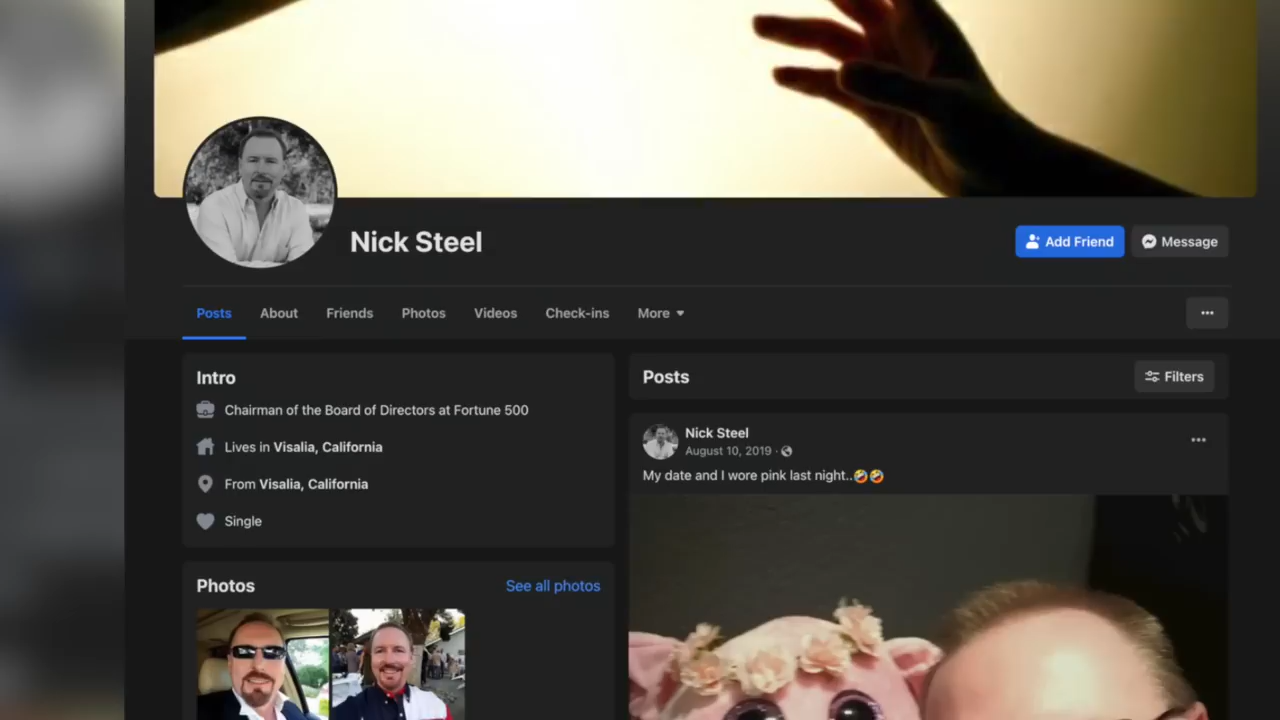 Nick Steel
Add Friend
Message
Posts
About
Friends
Photos
Videos
Check-ins
More
Intro
Chairman of the Board of Directors at Fortune 500
Lives in Visalia, California
From Visalia, California
Single
Photos
See all photos
Posts
Filters
Nick Steel
August 10, 2019 ·
My date and I wore pink last night..🤣🤣